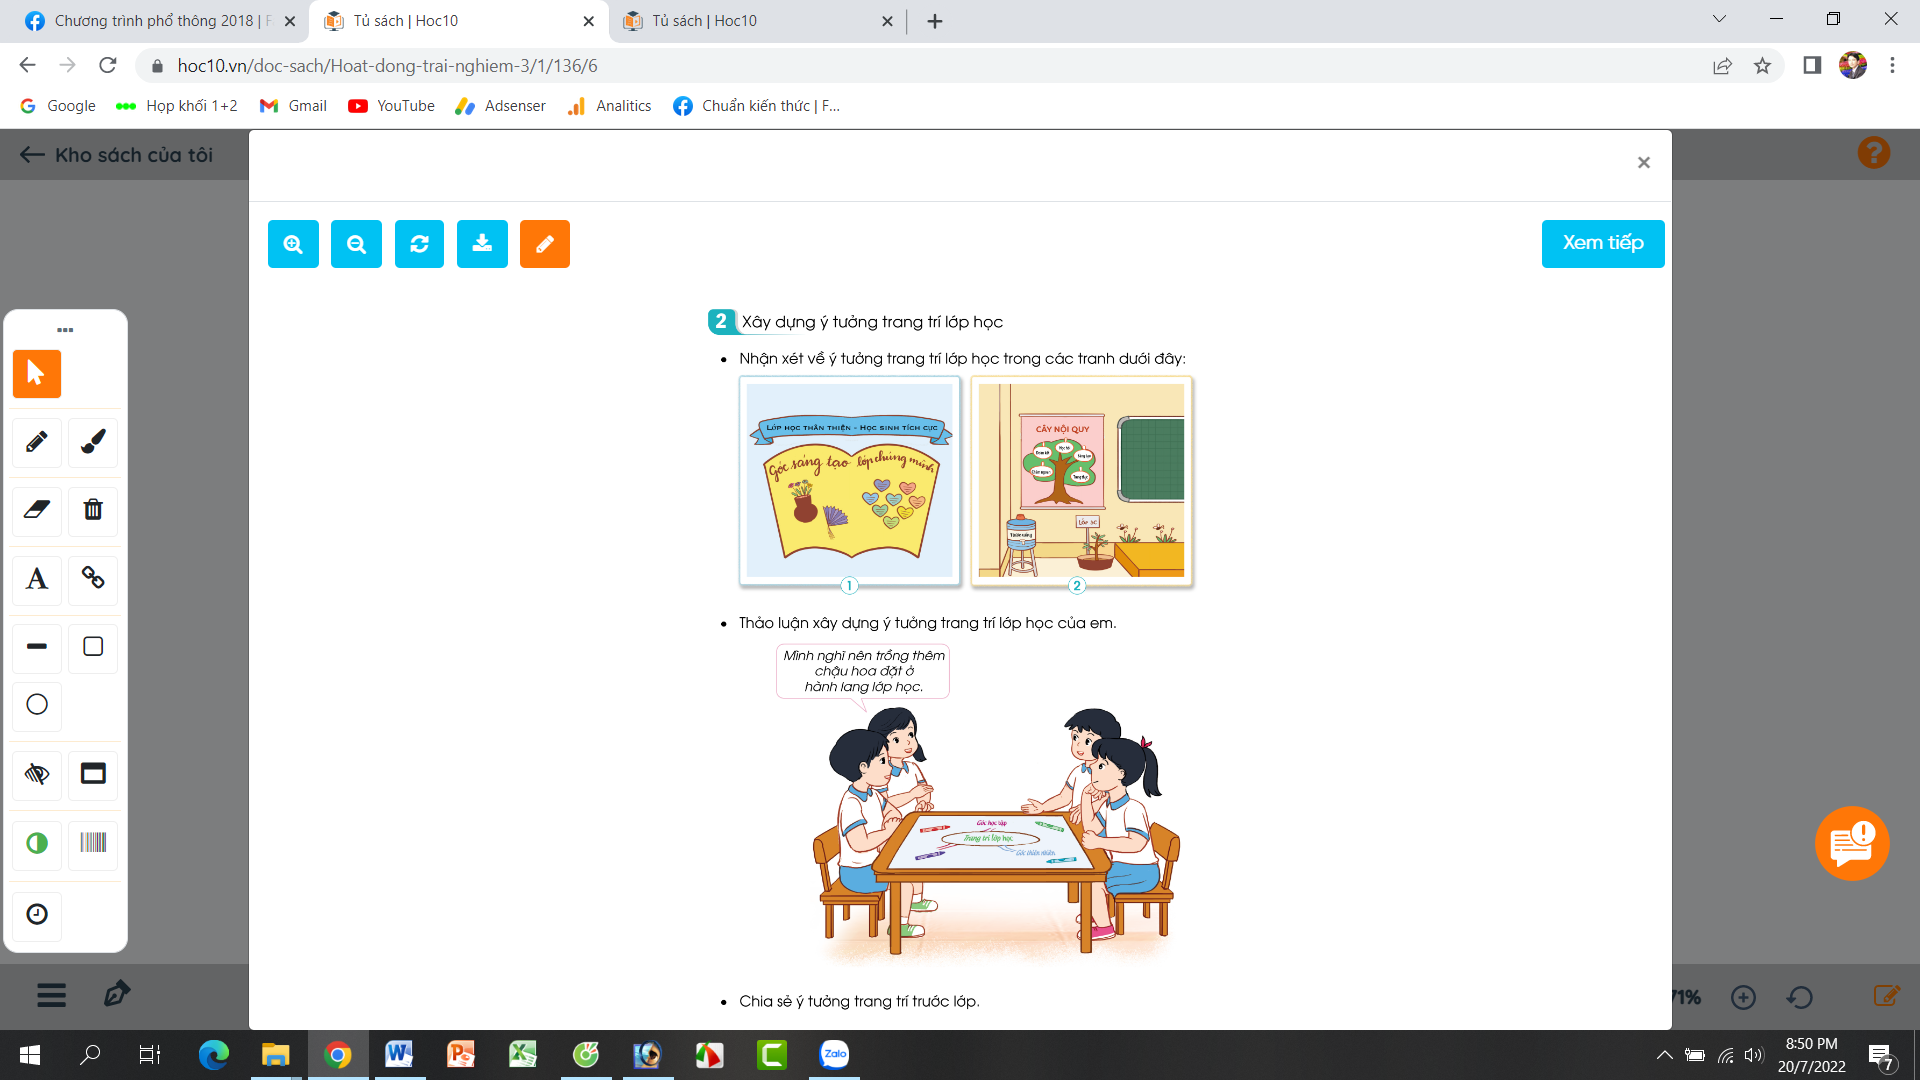 Chương trình phổ thông 2018 | F
Tủ sách | Hoc10
Tủ sách | Hoc10
hoc10.vn/doc-sach/Hoat-dong-trai-nghiem-3/1/136/6
Google
Họp khối 1+2
Gmail
YouTube
Adsenser
Analitics
Chuẩn kiến thức | F...
Kho sách của tôi
Xem tiếp
2 Xây dựng ý tưởng trang trí lớp học
• Nhận xét về ý tưởng trang trí lớp học trong các tranh dưới đây:
LỚP HỌC THÂN THIỆN - HỌC SINH TÍCH CỰC
Góc sáng tạo lớp chúng mình
1
CÂY NỘI QUY
2
• Thảo luận xây dựng ý tưởng trang trí lớp học của em.
Mình nghĩ nên trồng thêm
chậu hoa đặt ở
hành lang lớp học.
Góc học tập
Trang trí lớp học
Góc thiên nhiên
• Chia sẻ ý tưởng trang trí trước lớp.
71%
Zalo
8:50 PM
20/7/2022
7